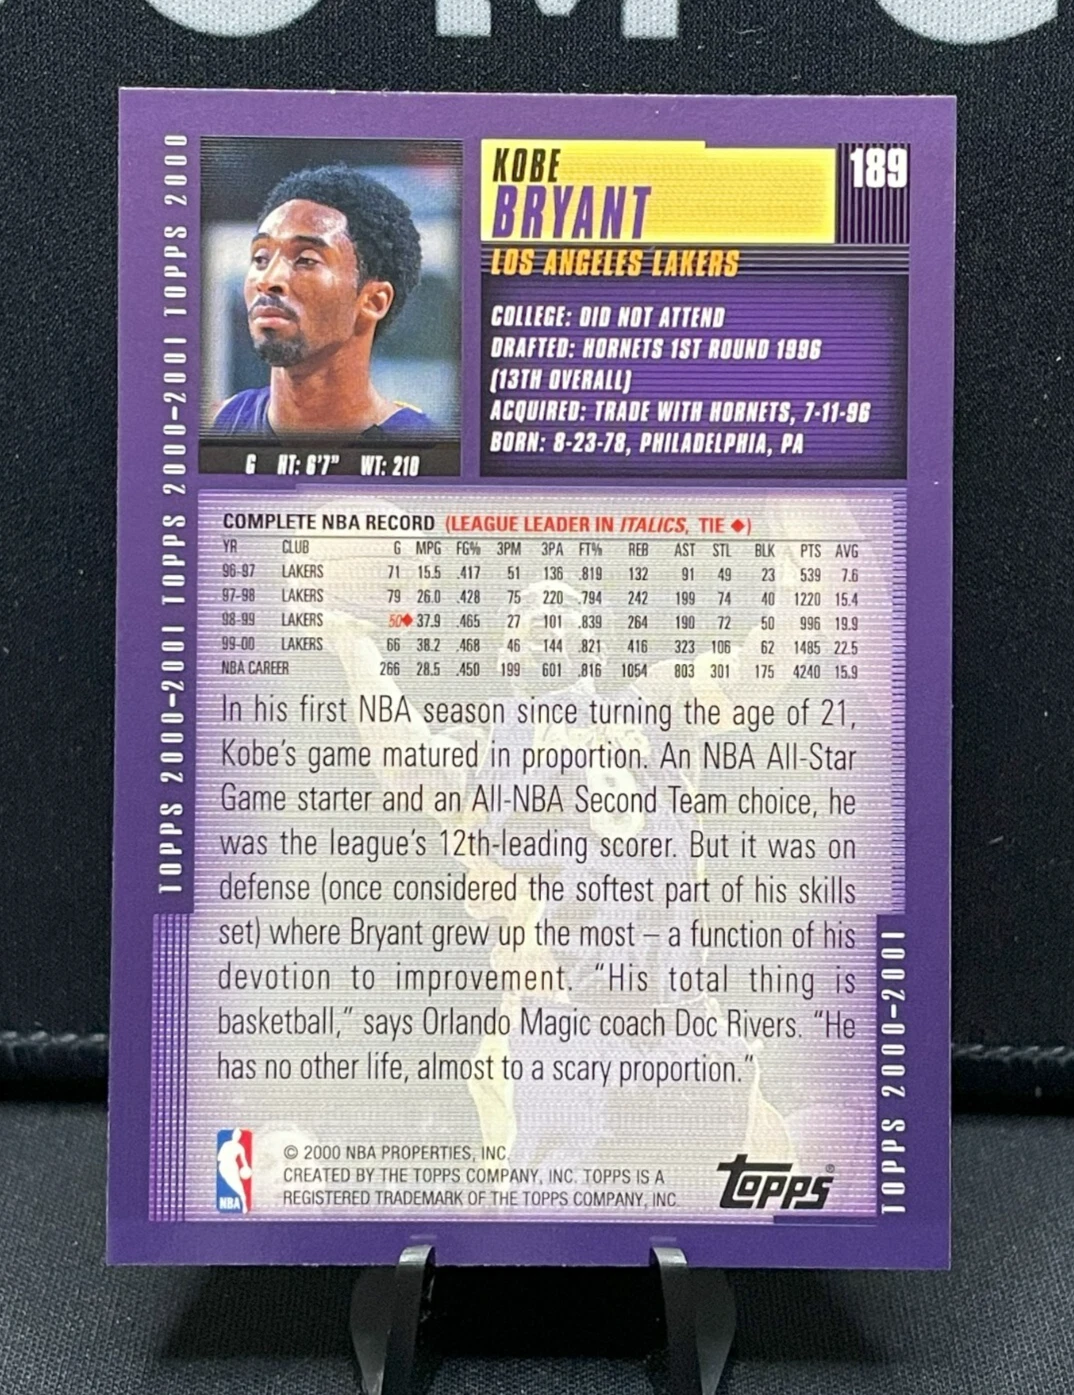 KOBE
BRYANT
189
LOS ANGELES LAKERS
COLLEGE: DID NOT ATTEND
DRAFTED: HORNETS 1ST ROUND 1996
(13TH OVERALL)
ACQUIRED: TRADE WITH HORNETS, 7-11-96
BORN: 8-23-78, PHILADELPHIA, PA
G HT: 6'7" WT: 210
TOPPS 2000-2001 TOPPS 2000-2001 TOPPS 2000
COMPLETE NBA RECORD (LEAGUE LEADER IN ITALICS, TIE ◆)
YR CLUB G MPG FG% 3PM 3PA FT% REB AST STL BLK PTS AVG
96-97 LAKERS 71 15.5 .417 51 136 .819 132 91 49 23 539 7.6
97-98 LAKERS 79 26.0 .428 75 220 .794 242 199 74 40 1220 15.4
98-99 LAKERS 50◆ 37.9 .465 27 101 .839 264 190 72 50 996 19.9
99-00 LAKERS 66 38.2 .468 46 144 .821 416 323 106 62 1485 22.5
NBA CAREER 266 28.5 .450 199 601 .816 1054 803 301 175 4240 15.9
In his first NBA season since turning the age of 21,
Kobe's game matured in proportion. An NBA All-Star
Game starter and an All-NBA Second Team choice, he
was the league's 12th-leading scorer. But it was on
defense (once considered the softest part of his skills
set) where Bryant grew up the most – a function of his
devotion to improvement. "His total thing is
basketball," says Orlando Magic coach Doc Rivers. "He
has no other life, almost to a scary proportion."
TOPPS 2000-2001
NBA
© 2000 NBA PROPERTIES, INC.
CREATED BY THE TOPPS COMPANY, INC. TOPPS IS A
REGISTERED TRADEMARK OF THE TOPPS COMPANY, INC
Topps®
8